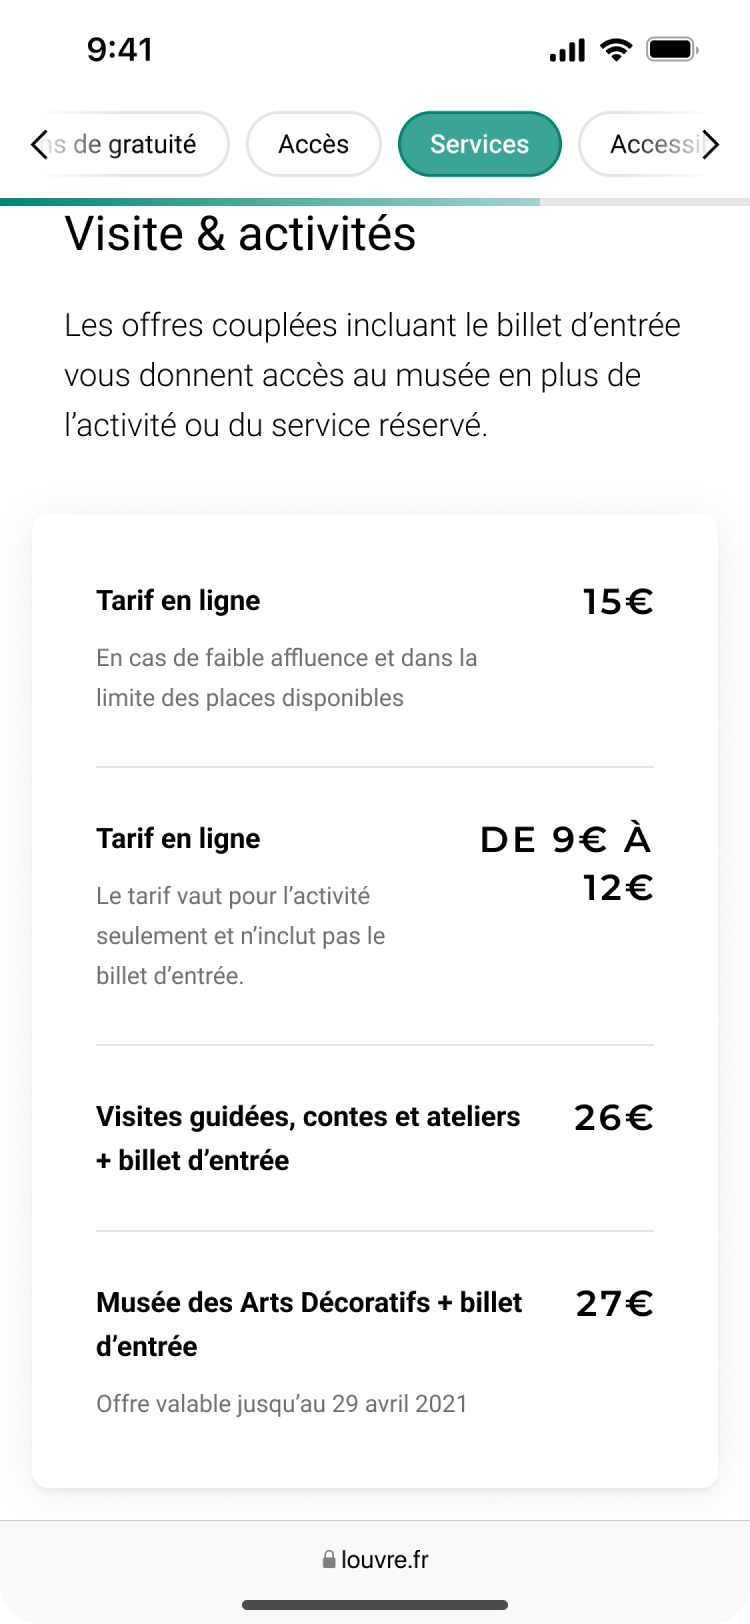 9:41
ns de gratuité
Accès
Services
Accessi
Visite & activités
Les offres couplées incluant le billet d’entrée
vous donnent accès au musée en plus de
l’activité ou du service réservé.
Tarif en ligne
15€
En cas de faible affluence et dans la
limite des places disponibles
Tarif en ligne
DE 9€ À
12€
Le tarif vaut pour l’activité
seulement et n’inclut pas le
billet d’entrée.
Visites guidées, contes et ateliers
+ billet d’entrée
26€
Musée des Arts Décoratifs + billet
d’entrée
27€
Offre valable jusqu’au 29 avril 2021
louvre.fr